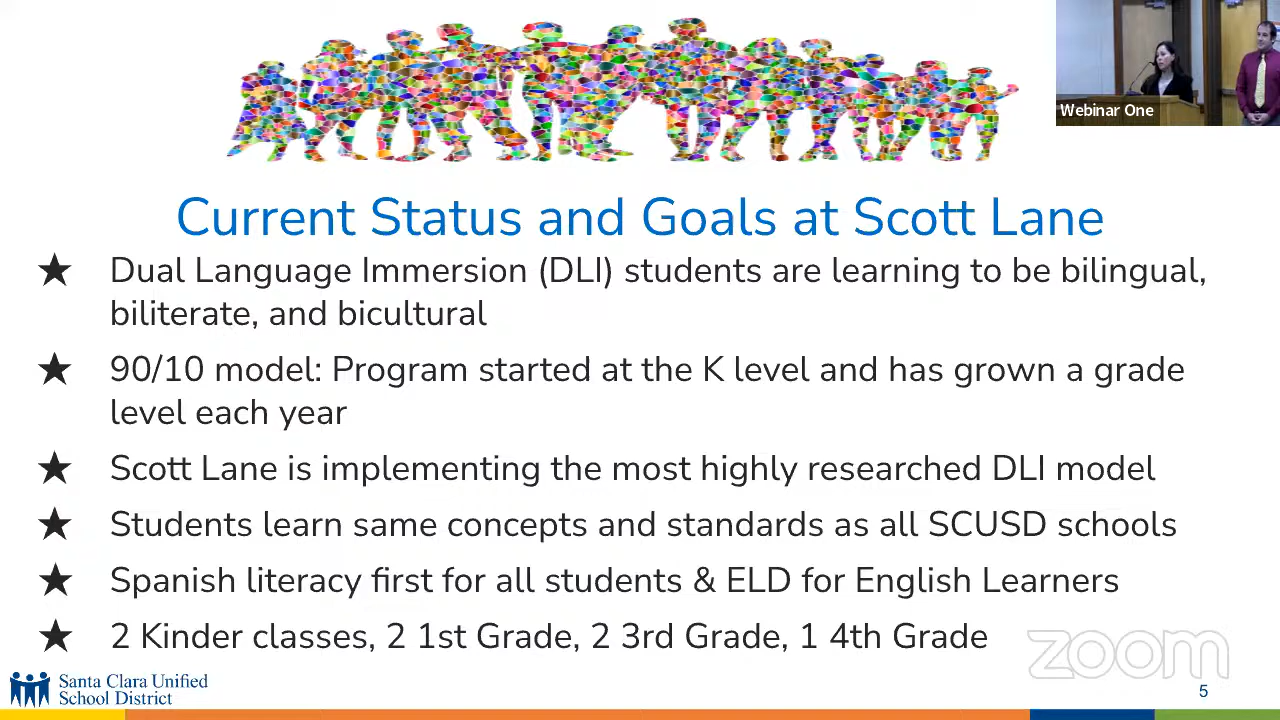 Webinar One
Current Status and Goals at Scott Lane
★ Dual Language Immersion (DLI) students are learning to be bilingual,
biliterate, and bicultural
★ 90/10 model: Program started at the K level and has grown a grade
level each year
★ Scott Lane is implementing the most highly researched DLI model
★ Students learn same concepts and standards as all SCUSD schools
★ Spanish literacy first for all students & ELD for English Learners
★ 2 Kinder classes, 2 1st Grade, 2 3rd Grade, 1 4th Grade
zoom
Santa Clara Unified
School District
5